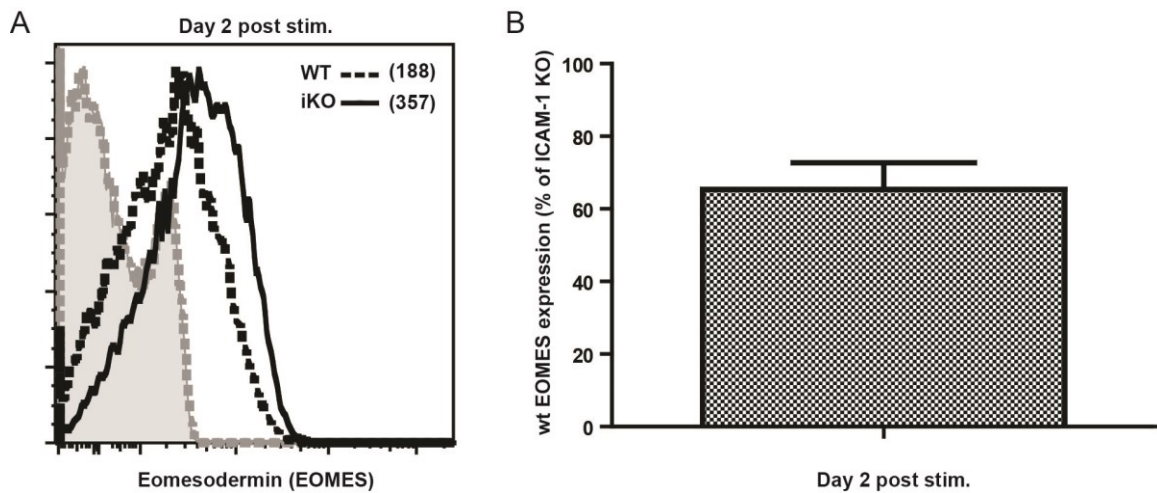 A
Day 2 post stim.
WT (188)
iKO (357)
Eomesodermin (EOMES)
B
wt EOMES expression (% of ICAM-1 KO)
100
80
60
40
20
0
Day 2 post stim.